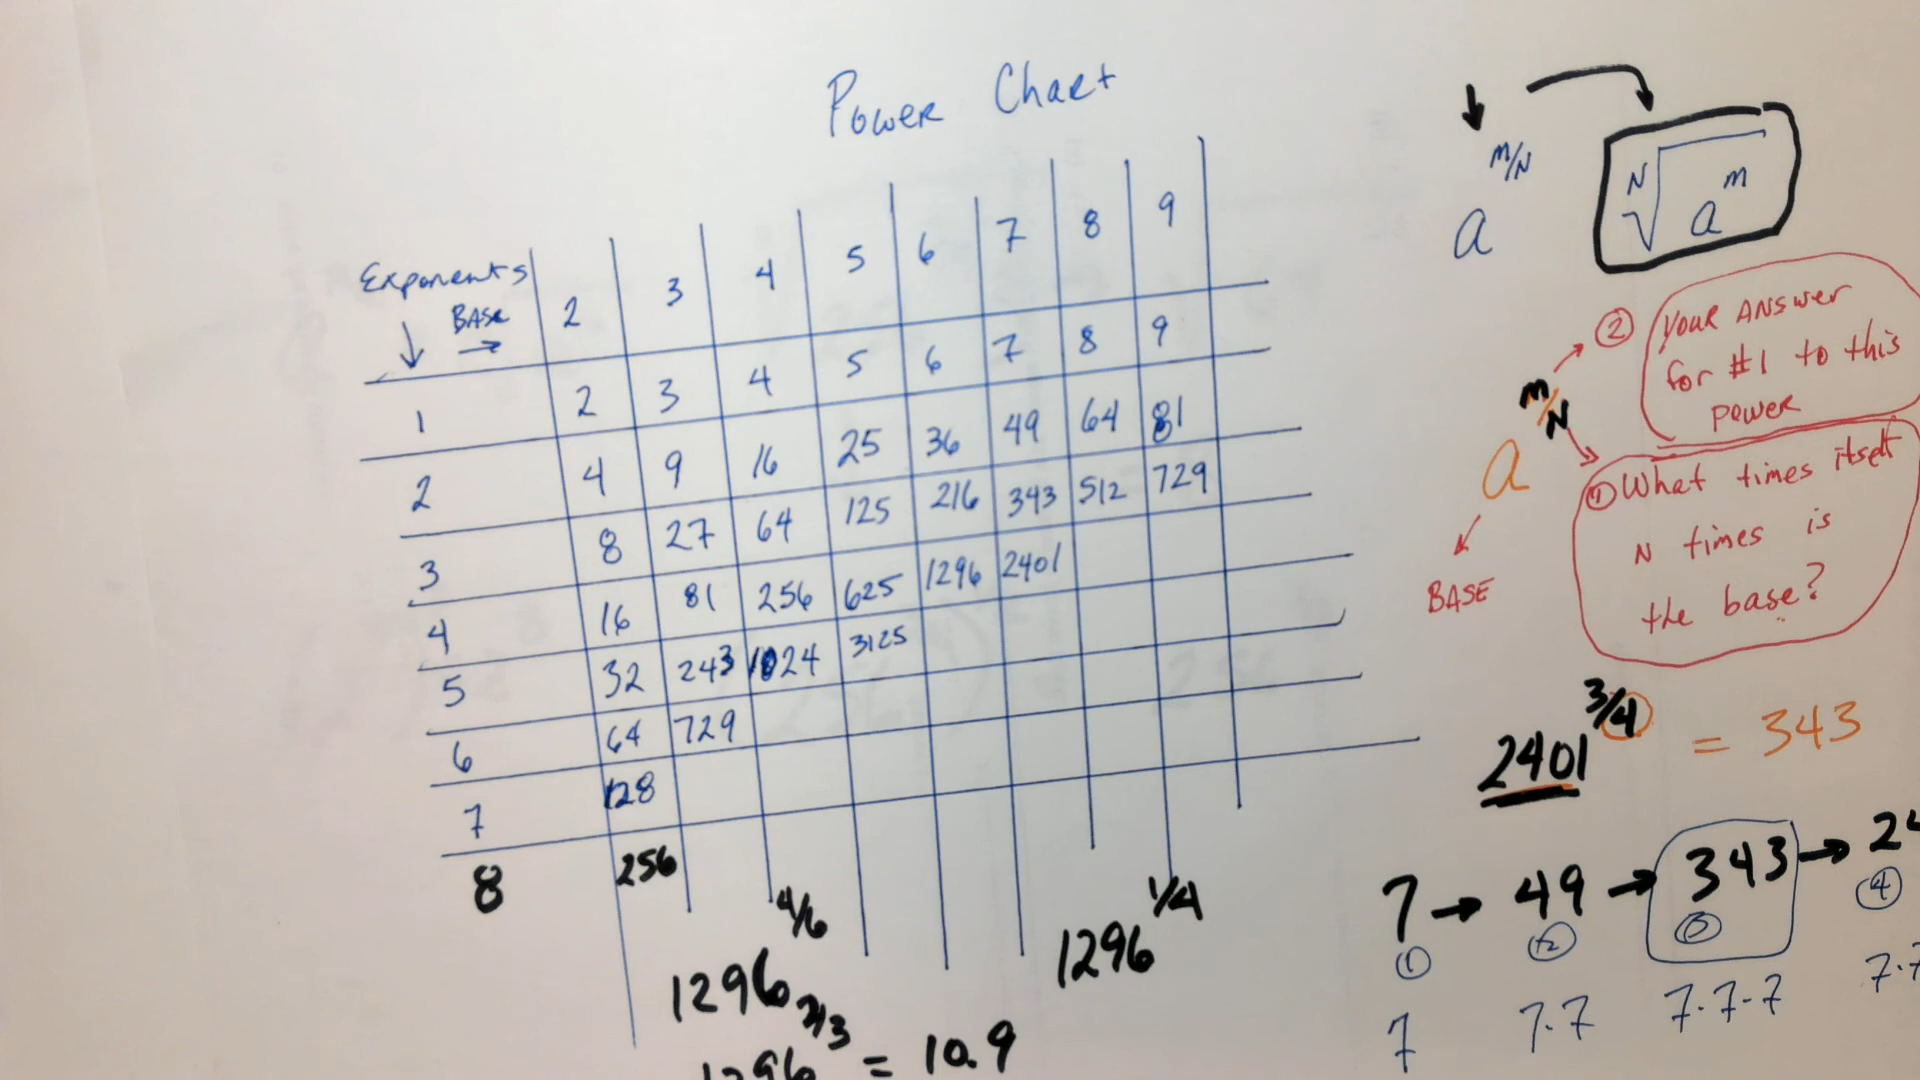 Power Chart
Exponents
BASE
2 3 4 5 6 7 8 9
1 2 3 4 5 6 7 8 9
2 4 9 16 25 36 49 64 81
3 8 27 64 125 216 343 512 729
4 16 81 256 625 1296 2401
5 32 243 1024 3125
6 64 729
7 128
8 256
1296^4/6
1296^2/3 = 10.9
1296^1/4
a^m/N
N√a^m
a^m/N
BASE
② Your Answer
for #1 to this
power
① What times itself
N times is
the base?
2401^3/4 = 343
7 → 49 → 343 → 24
① ② ③ ④
7 7.7 7.7.7 7.7